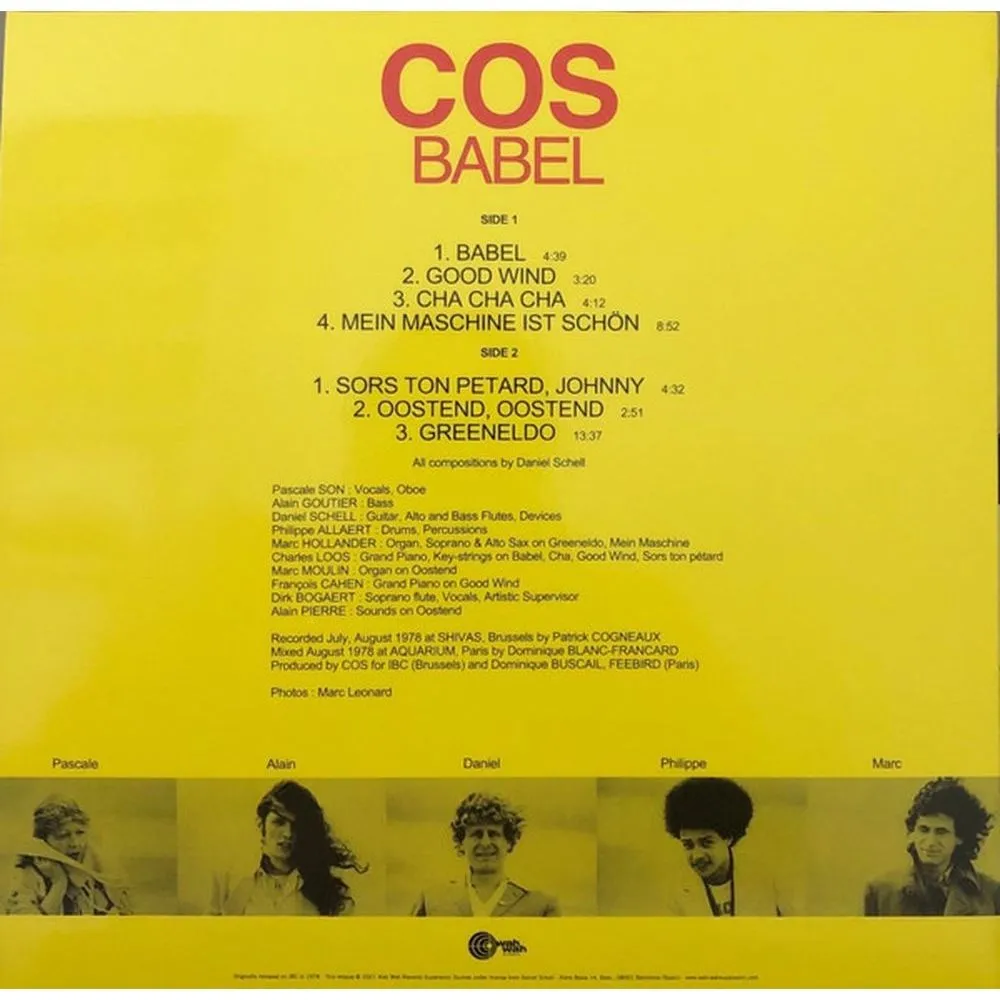 COS
BABEL
SIDE 1
1. BABEL 4:39
2. GOOD WIND 3:20
3. CHA CHA CHA 4:12
4. MEIN MASCHINE IST SCHÖN 8:52
SIDE 2
1. SORS TON PETARD, JOHNNY 4:32
2. OOSTEND, OOSTEND 2:51
3. GREENELDO 13:37
All compositions by Daniel Schell
Pascale SON : Vocals, Oboe
Alain GOUTIER : Bass
Daniel SCHELL : Guitar, Alto and Bass Flutes, Devices
Philippe ALLAERT : Drums, Percussions
Marc HOLLANDER : Organ, Soprano & Alto Sax on Greeneldo, Mein Maschine
Charles LOOS : Grand Piano, Key-strings on Babel, Cha, Good Wind, Sors ton pétard
Marc MOULIN : Organ on Oostend
François CAHEN : Grand Piano on Good Wind
Dirk BOGAERT : Soprano flute, Vocals, Artistic Supervisor
Alain PIERRE : Sounds on Oostend
Recorded July, August 1978 at SHIVAS, Brussels by Patrick COGNEAUX
Mixed August 1978 at AQUARIUM, Paris by Dominique BLANC-FRANCARD
Produced by COS for IBC (Brussels) and Dominique BUSCAIL, FEEBIRD (Paris)
Photos : Marc Leonard
Pascale Alain Daniel Philippe Marc
wah wah
Originally released on IBC in 1978